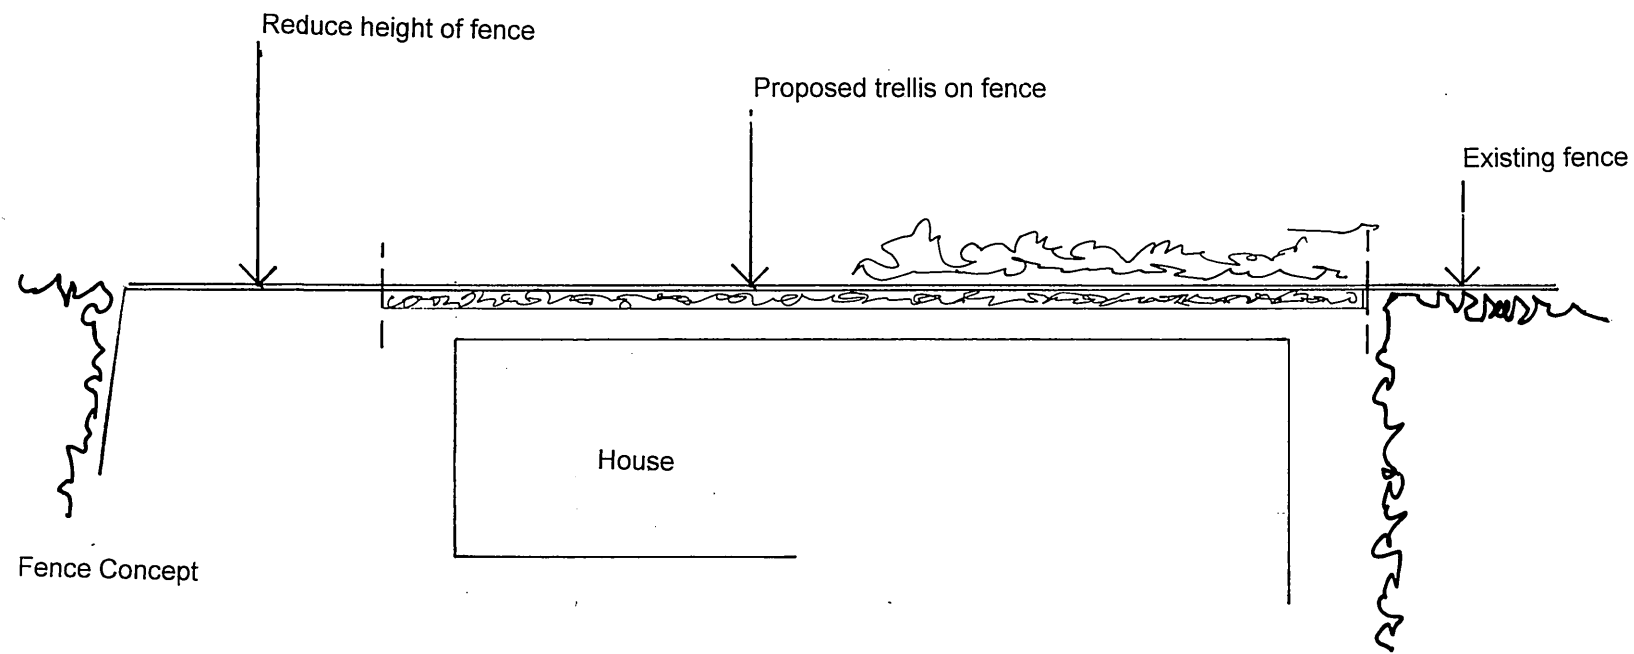 Reduce height of fence
Proposed trellis on fence
Existing fence
House
Fence Concept